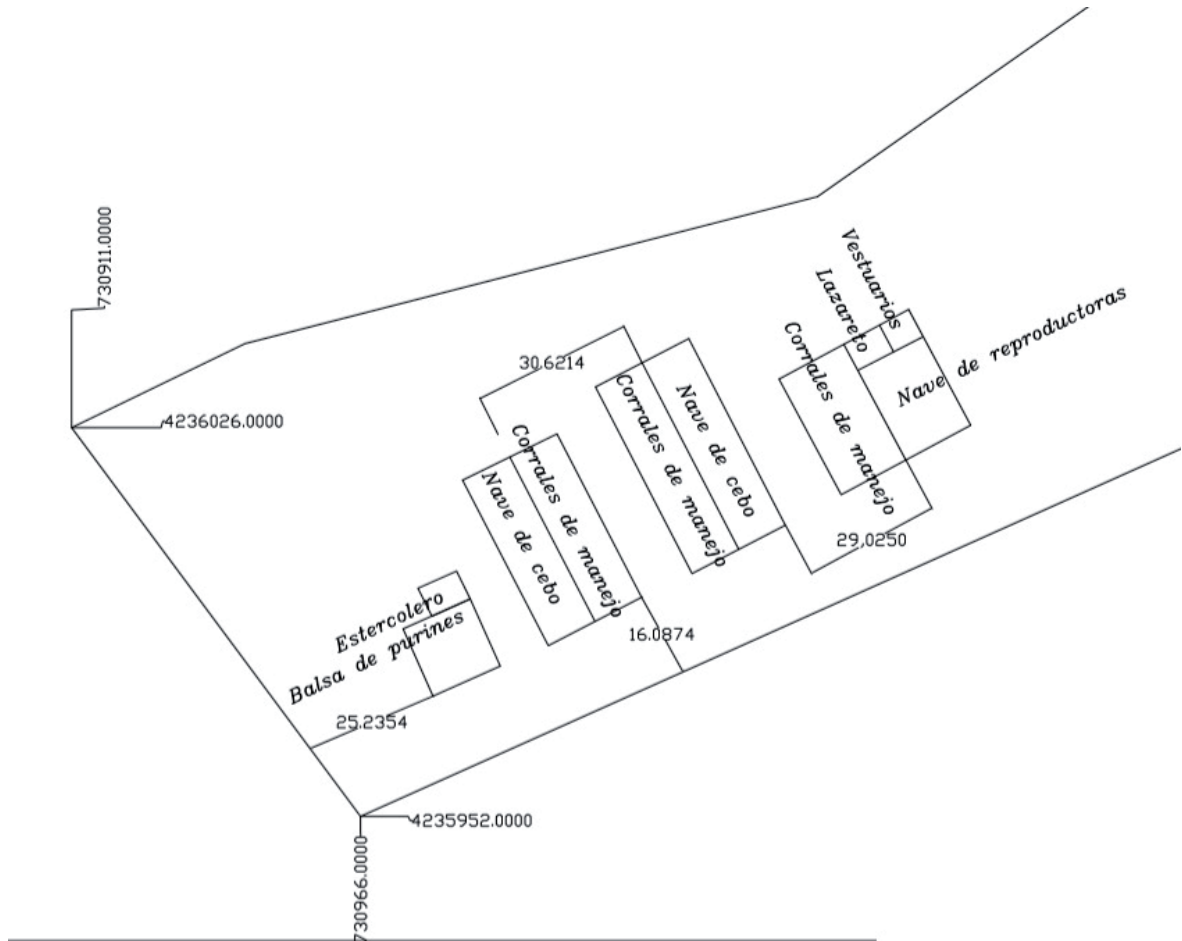 730911.0000
4236026.0000
Vestuarios
Lazareto
Corrales de manejo
Nave de reproductoras
30.6214
Corrales de manejo
Nave de cebo
Corrales de manejo
Nave de cebo
29.0250
Estercolero
Balsa de purines
16.0874
25.2354
4235952.0000
730966.0000